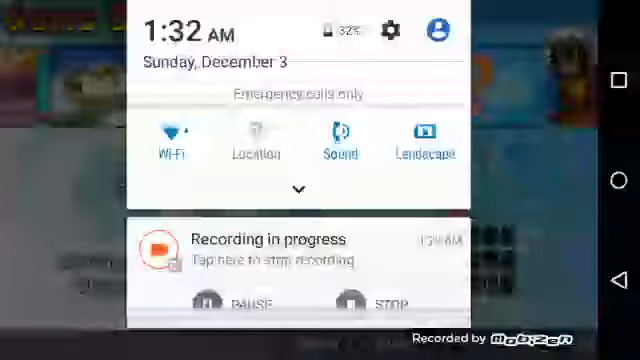 1:32 AM
32%
Sunday, December 3
Emergency calls only
Wi-Fi
Location
Sound
Landscape
Recording in progress
Tap here to stop recording
PAUSE
STOP
Recorded by Mobizen